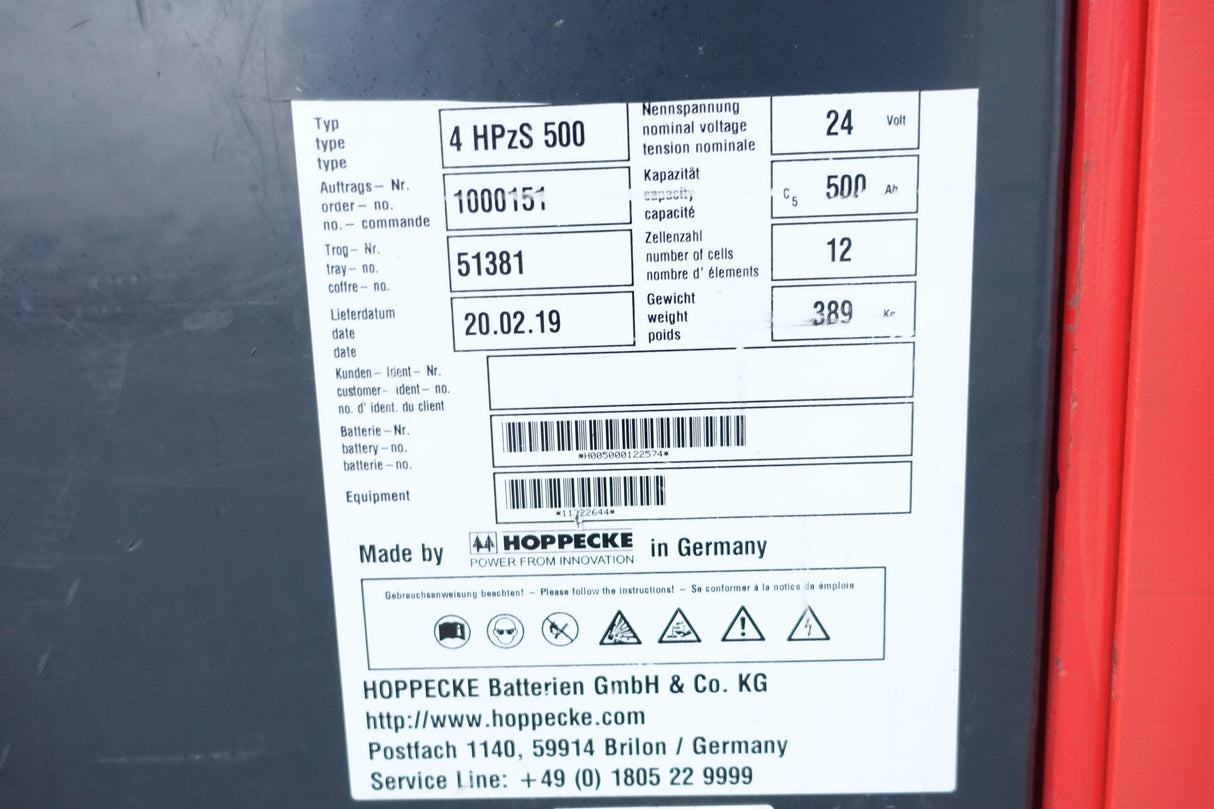 Typ
type
type
4 HPzS 500
Nennspannung
nominal voltage
tension nominale
24 Volt
Auftrags– Nr.
order– no.
no.– commande
1000151
Kapazität
capacity
capacité
C5 500 Ah
Trog– Nr.
tray– no.
coffre– no.
51381
Zellenzahl
number of cells
nombre d' élements
12
Lieferdatum
date
date
20.02.19
Gewicht
weight
poids
389
Kunden– Ident– Nr.
customer– ident– no.
no. d' ident. du client
Batterie–Nr.
battery–no.
batterie–no.
*H005000122574*
Equipment
Made by HOPPECKE in Germany
POWER FROM INNOVATION
Gebrauchsanweisung beachten! – Please follow the instructions! – Se conformer à la notice de émploie
HOPPECKE Batterien GmbH & Co. KG
http://www.hoppecke.com
Postfach 1140, 59914 Brilon / Germany
Service Line: +49 (0) 1805 22 9999